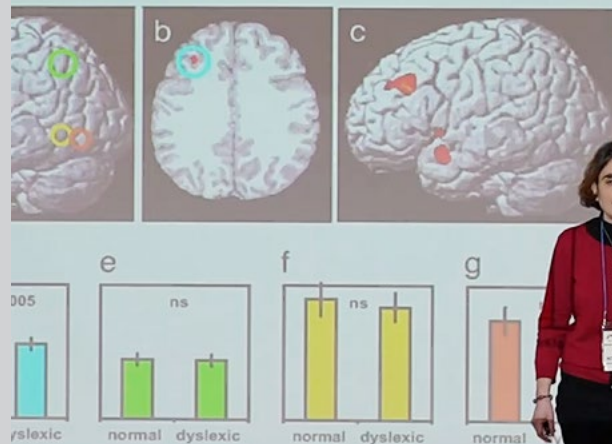 b
c
005
e
ns
f
ns
g
yslexic
normal
dyslexic
normal
dyslexic
normal